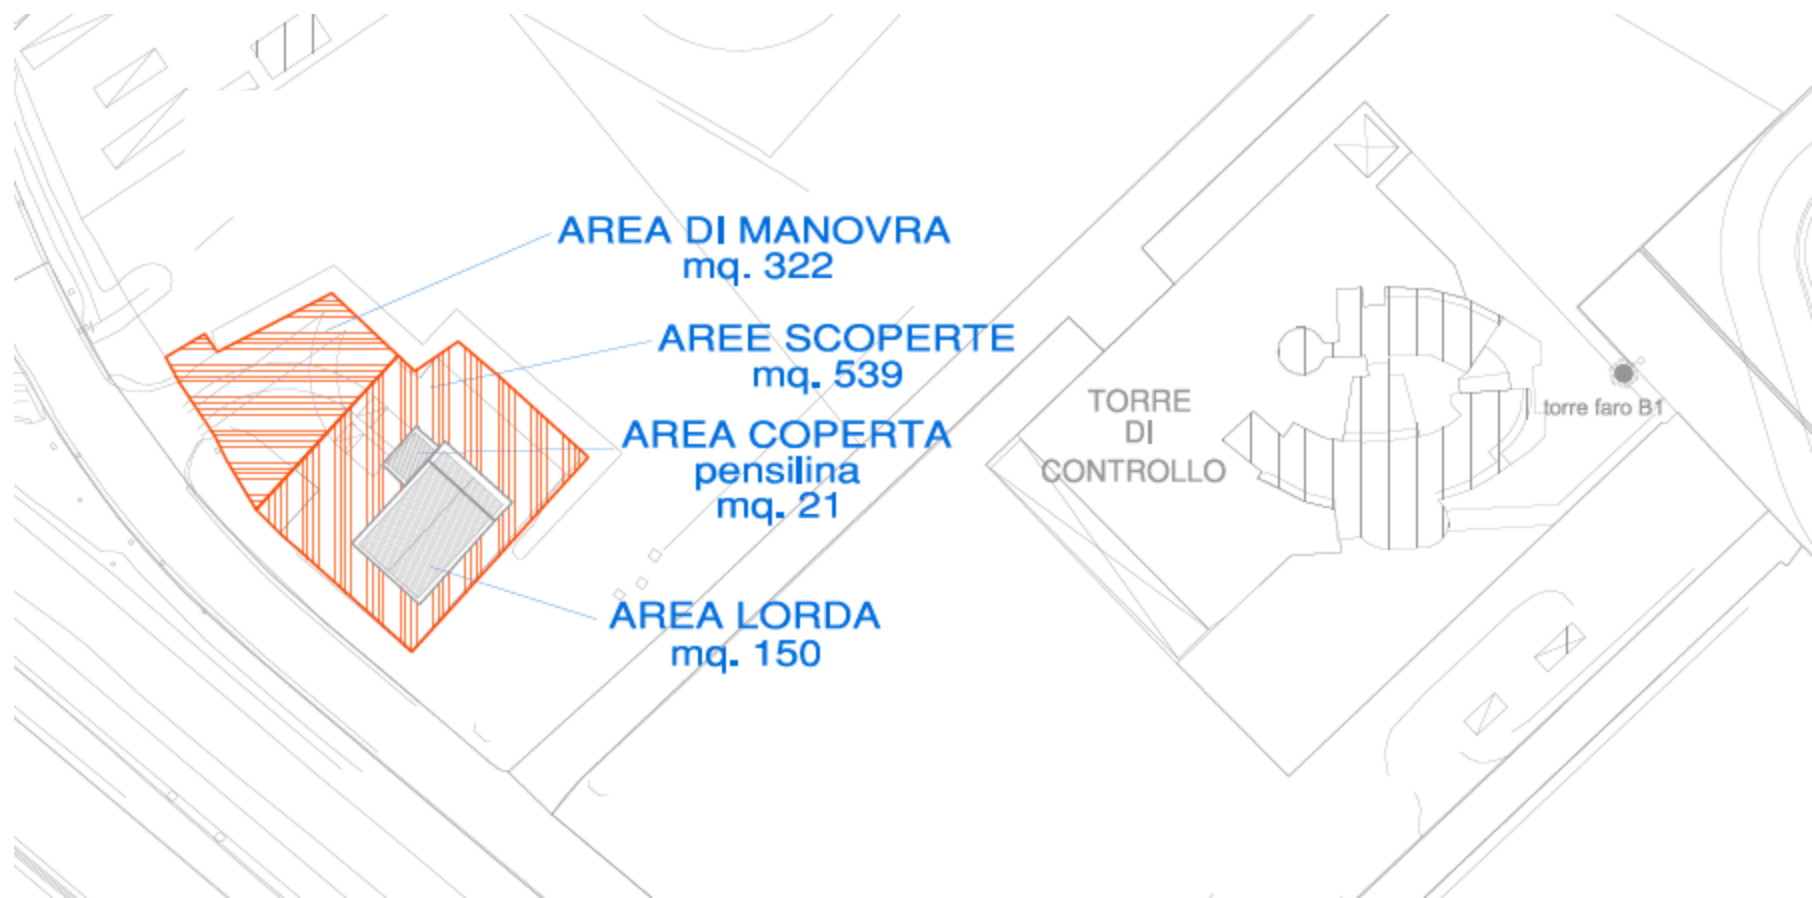 AREA DI MANOVRA
mq. 322
AREE SCOPERTE
mq. 539
AREA COPERTA
pensilina
mq. 21
AREA LORDA
mq. 150
TORRE
DI
CONTROLLO
torre faro B1